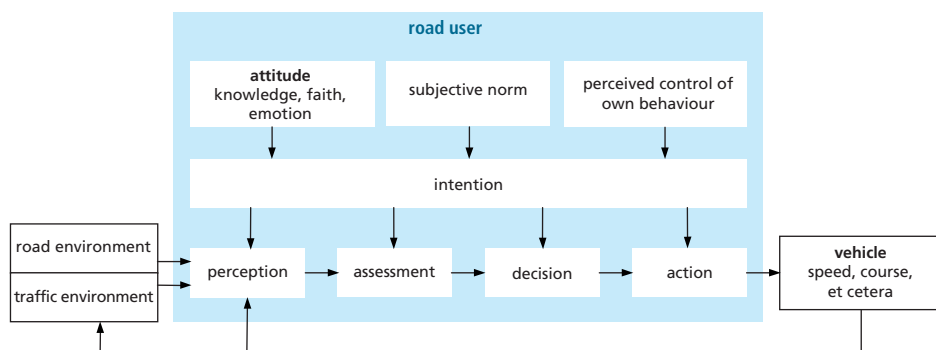 road user
attitude
knowledge, faith,
emotion
subjective norm
perceived control of
own behaviour
intention
road environment
traffic environment
perception
assessment
decision
action
vehicle
speed, course,
et cetera